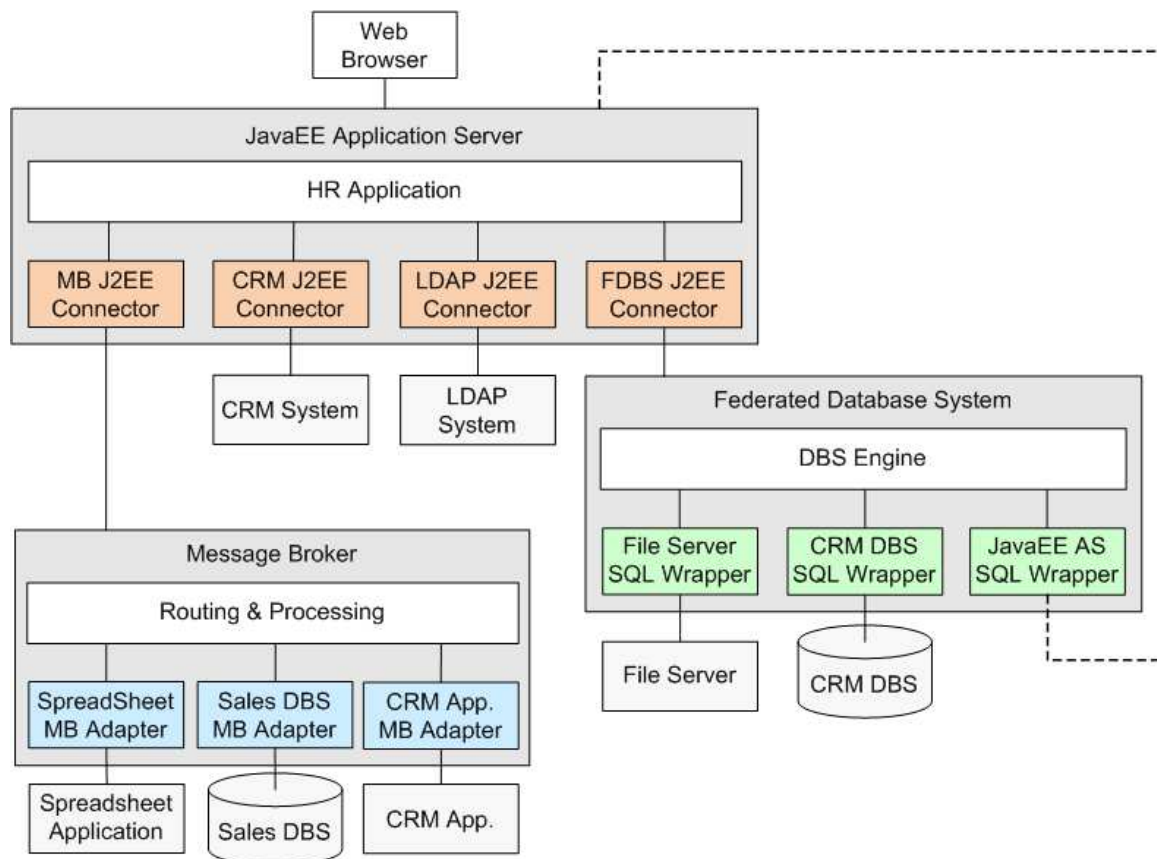 Web
Browser
JavaEE Application Server
HR Application
MB J2EE
Connector
CRM J2EE
Connector
LDAP J2EE
Connector
FDBS J2EE
Connector
CRM System
LDAP
System
Federated Database System
DBS Engine
File Server
SQL Wrapper
CRM DBS
SQL Wrapper
JavaEE AS
SQL Wrapper
File Server
CRM DBS
Message Broker
Routing & Processing
SpreadSheet
MB Adapter
Sales DBS
MB Adapter
CRM App.
MB Adapter
Spreadsheet
Application
Sales DBS
CRM App.